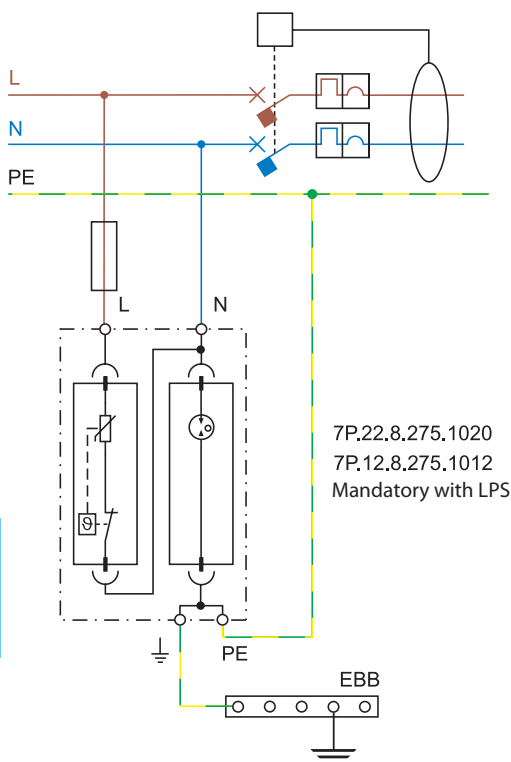 L
N
PE
L
N
7P.22.8.275.1020
7P.12.8.275.1012
Mandatory with LPS
ϑ
PE
EBB